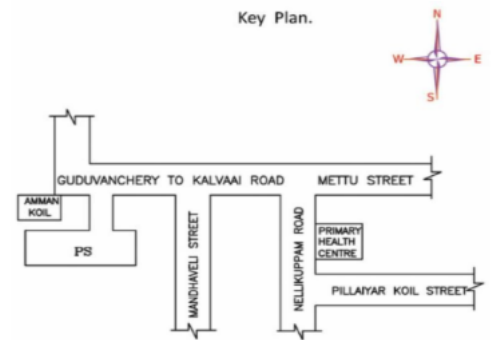 Key Plan.
N
W
E
S
GUDUVANCHERY TO KALVAAI ROAD
METTU STREET
AMMAN
KOIL
PS
MANDHAVELI STREET
NELLIKUPPAM ROAD
PRIMARY
HEALTH
CENTRE
PILLAIYAR KOIL STREET